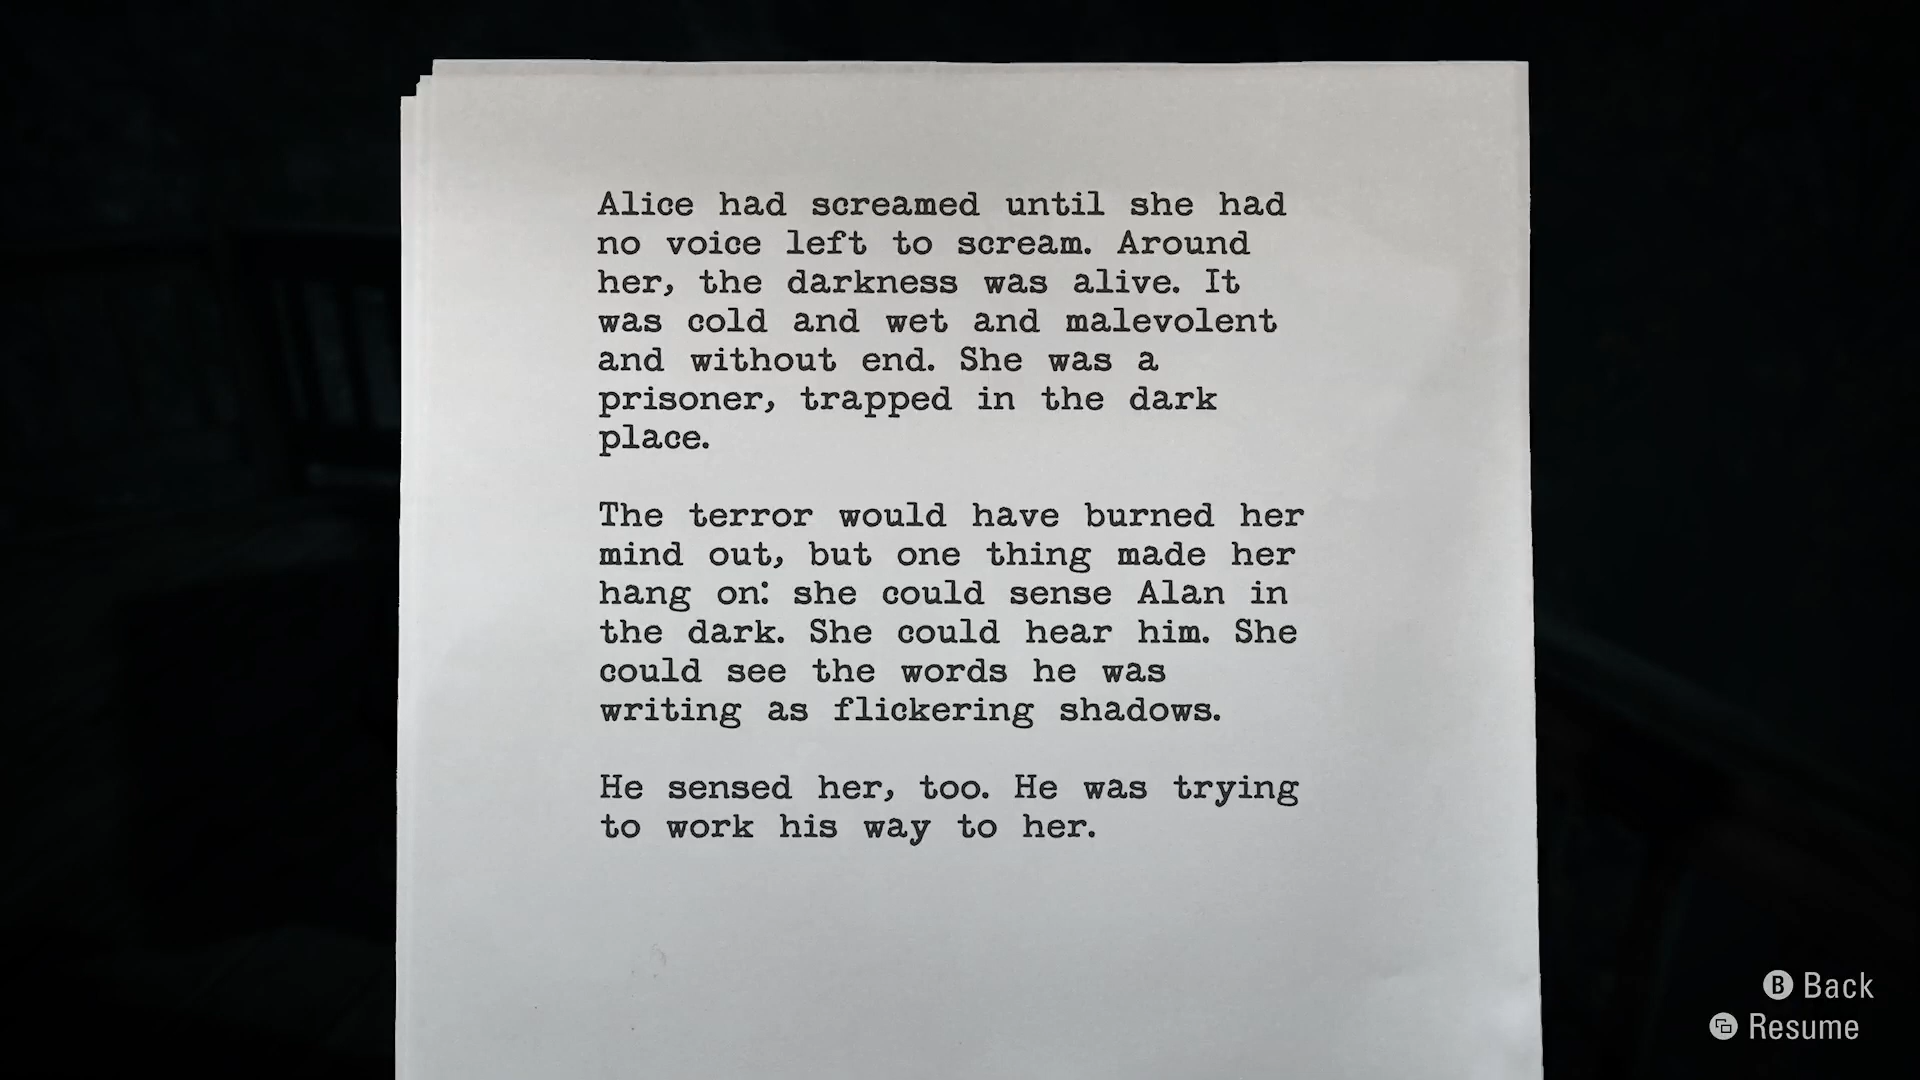 Alice had screamed until she had
no voice left to scream. Around
her, the darkness was alive. It
was cold and wet and malevolent
and without end. She was a
prisoner, trapped in the dark
place.
The terror would have burned her
mind out, but one thing made her
hang on: she could sense Alan in
the dark. She could hear him. She
could see the words he was
writing as flickering shadows.
He sensed her, too. He was trying
to work his way to her.
B Back
Resume